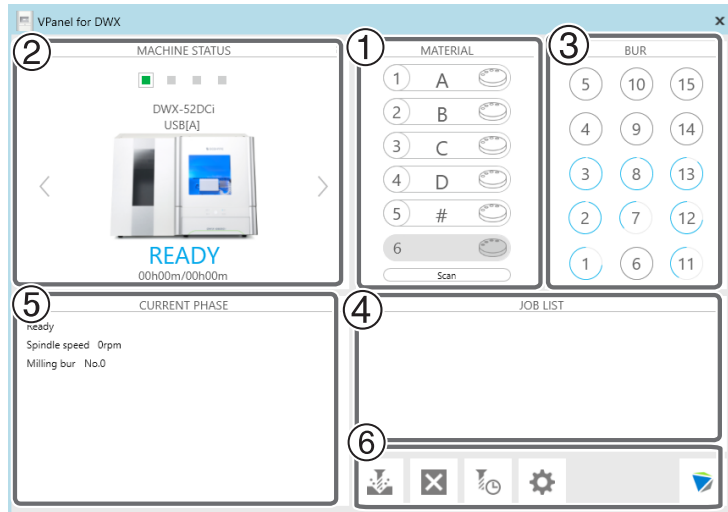 VPanel for DWX
②
MACHINE STATUS
DWX-52DCi
USB[A]
READY
00h00m/00h00m
①
MATERIAL
1 A
2 B
3 C
4 D
5 #
6
Scan
③
BUR
5 10 15
4 9 14
3 8 13
2 7 12
1 6 11
⑤
CURRENT PHASE
Ready
Spindle speed 0rpm
Milling bur No.0
④
JOB LIST
⑥